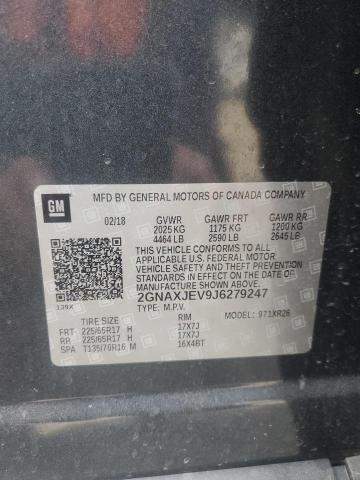 GM
MFD BY GENERAL MOTORS OF CANADA COMPANY
02/18 GVWR GAWR FRT GAWR RR
2025 KG 1175 KG 1200 KG
4464 LB 2590 LB 2645 LB
THIS VEHICLE CONFORMS TO ALL
APPLICABLE U.S. FEDERAL MOTOR
VEHICLE SAFETY, BUMPER, AND THEFT PREVENTION
STANDARDS IN EFFECT ON THE DATE OF
MANUFACTURE SHOWN ABOVE.
139X 2GNAXJEV9J6279247
TYPE: M.P.V. MODEL: 971XR26
TIRE SIZE RIM
FRT 225/65R17 H 17X7J
RR 225/65R17 H 17X7J
SPA T135/70R16 M 16X4BT